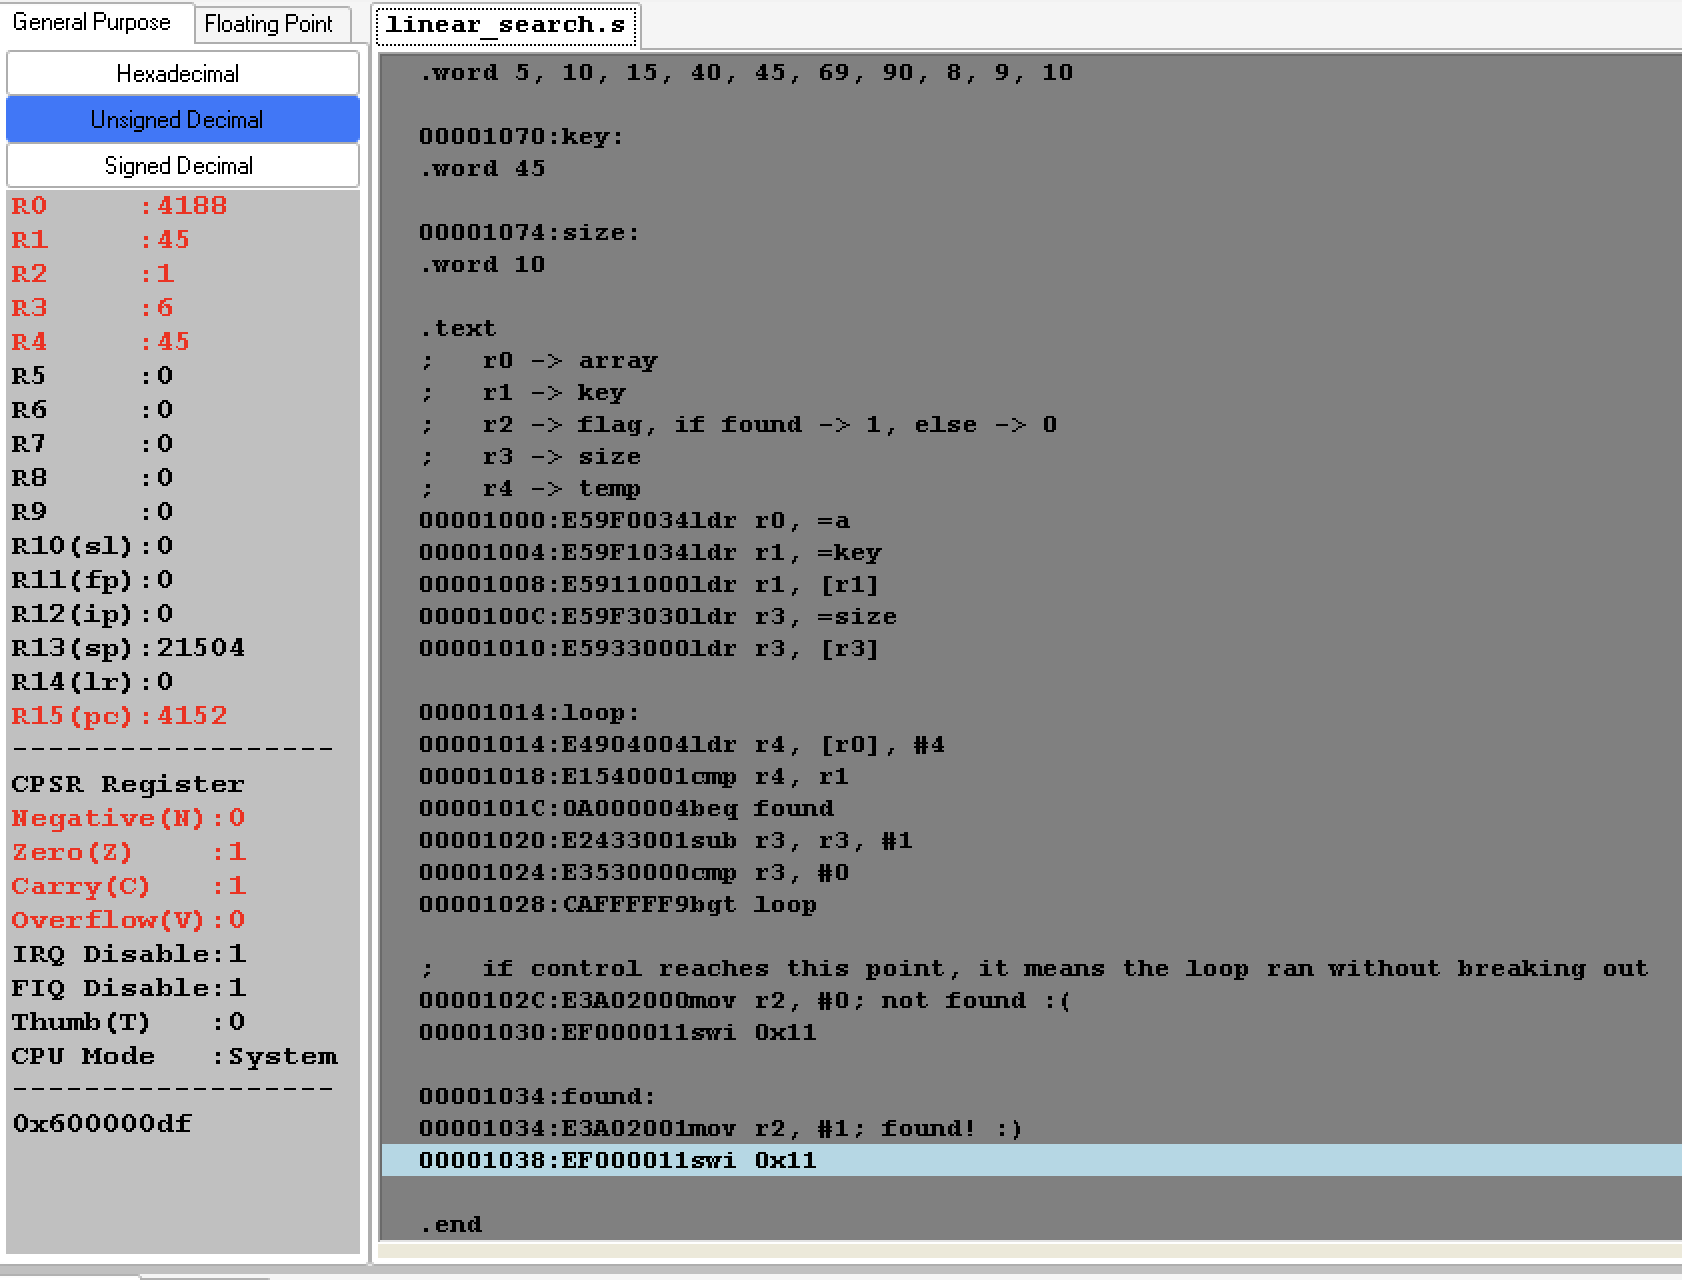 General Purpose
Floating Point
Hexadecimal
Unsigned Decimal
Signed Decimal
R0 :4188
R1 :45
R2 :1
R3 :6
R4 :45
R5 :0
R6 :0
R7 :0
R8 :0
R9 :0
R10(sl):0
R11(fp):0
R12(ip):0
R13(sp):21504
R14(lr):0
R15(pc):4152
------------------
CPSR Register
Negative(N):0
Zero(Z) :1
Carry(C) :1
Overflow(V):0
IRQ Disable:1
FIQ Disable:1
Thumb(T) :0
CPU Mode :System
------------------
0x600000df
linear_search.s
.word 5, 10, 15, 40, 45, 69, 90, 8, 9, 10
00001070:key:
.word 45
00001074:size:
.word 10
.text
; r0 -> array
; r1 -> key
; r2 -> flag, if found -> 1, else -> 0
; r3 -> size
; r4 -> temp
00001000:E59F0034ldr r0, =a
00001004:E59F1034ldr r1, =key
00001008:E5911000ldr r1, [r1]
0000100C:E59F3030ldr r3, =size
00001010:E5933000ldr r3, [r3]
00001014:loop:
00001014:E4904004ldr r4, [r0], #4
00001018:E1540001cmp r4, r1
0000101C:0A000004beq found
00001020:E2433001sub r3, r3, #1
00001024:E3530000cmp r3, #0
00001028:CAFFFFF9bgt loop
; if control reaches this point, it means the loop ran without breaking out
0000102C:E3A02000mov r2, #0; not found :(
00001030:EF000011swi 0x11
00001034:found:
00001034:E3A02001mov r2, #1; found! :)
00001038:EF000011swi 0x11
.end